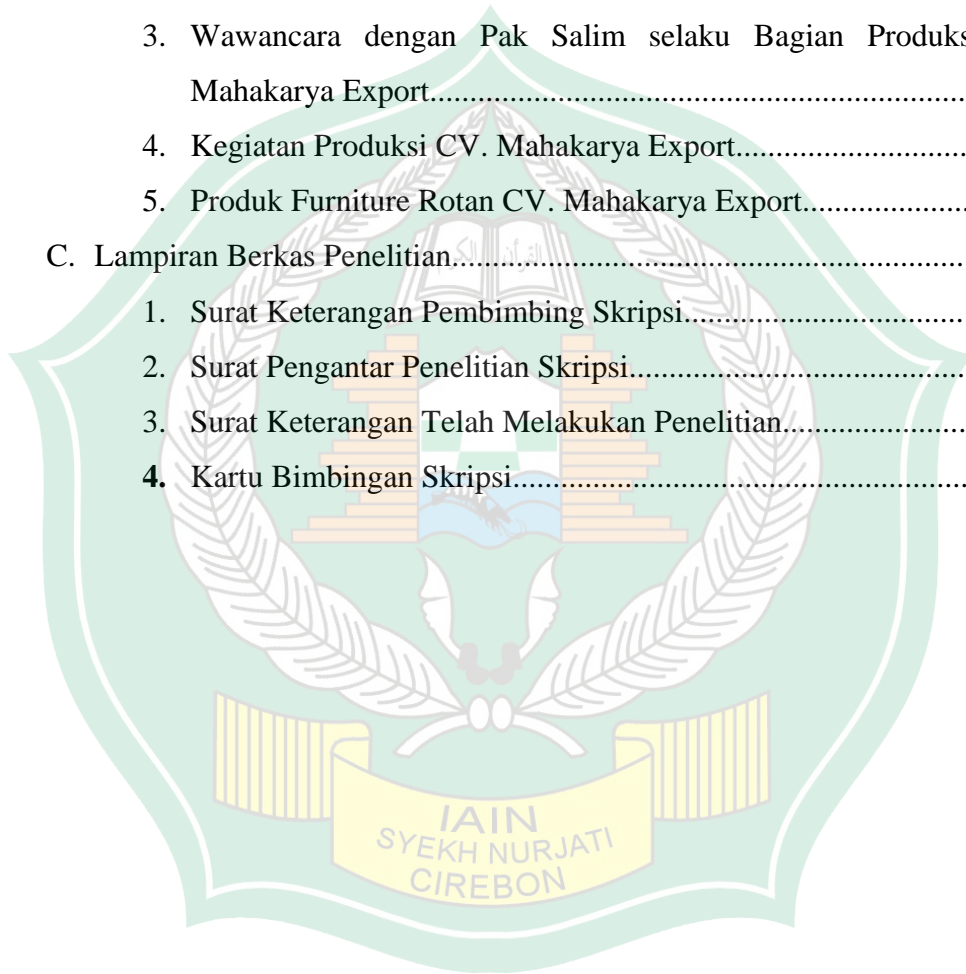 3. Wawancara dengan Pak Salim selaku Bagian Produks
Mahakarya Export.....................................................................................
4. Kegiatan Produksi CV. Mahakarya Export....................................
5. Produk Furniture Rotan CV. Mahakarya Export.........................
C. Lampiran Berkas Penelitian.................................................................................
1. Surat Keterangan Pembimbing Skripsi............................................
2. Surat Pengantar Penelitian Skripsi.....................................................
3. Surat Keterangan Telah Melakukan Penelitian............................
4. Kartu Bimbingan Skripsi.......................................................................
القرآن الكريم
IAIN
SYEKH NURJATI
CIREBON